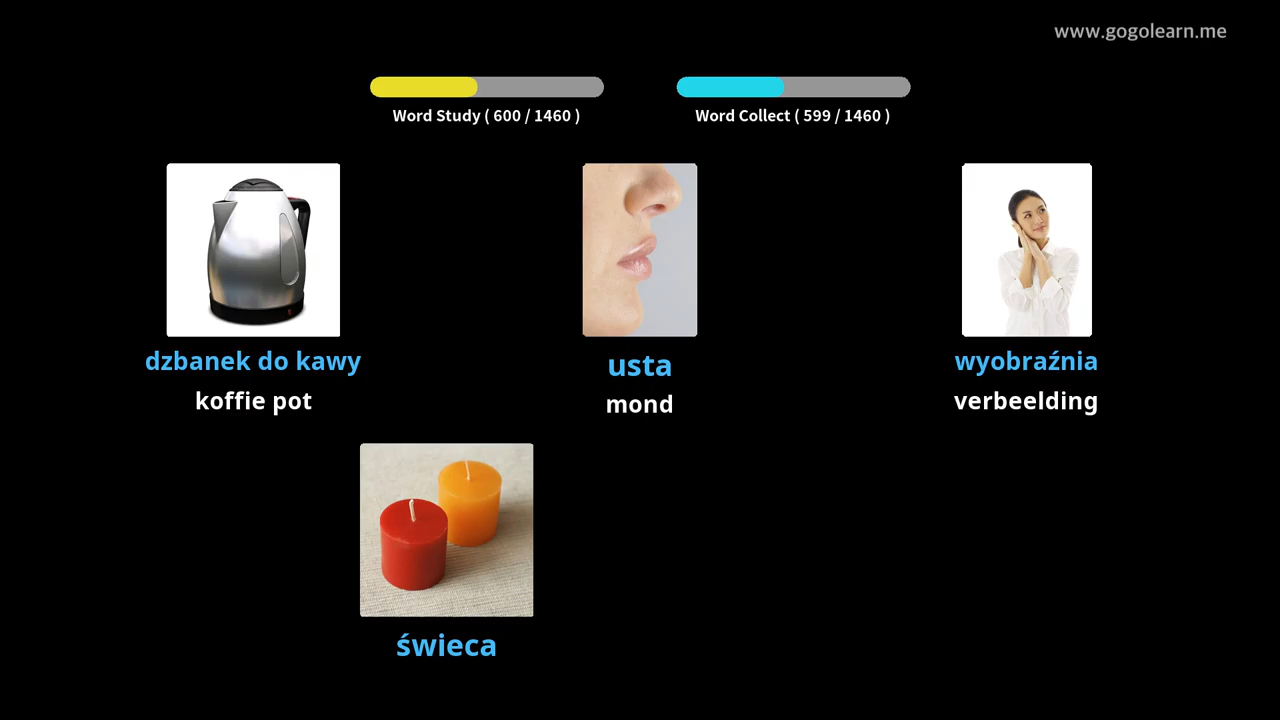 www.gogolearn.me
Word Study ( 600 / 1460 )
Word Collect ( 599 / 1460 )
dzbanek do kawy
usta
wyobraźnia
koffie pot
mond
verbeelding
świeca